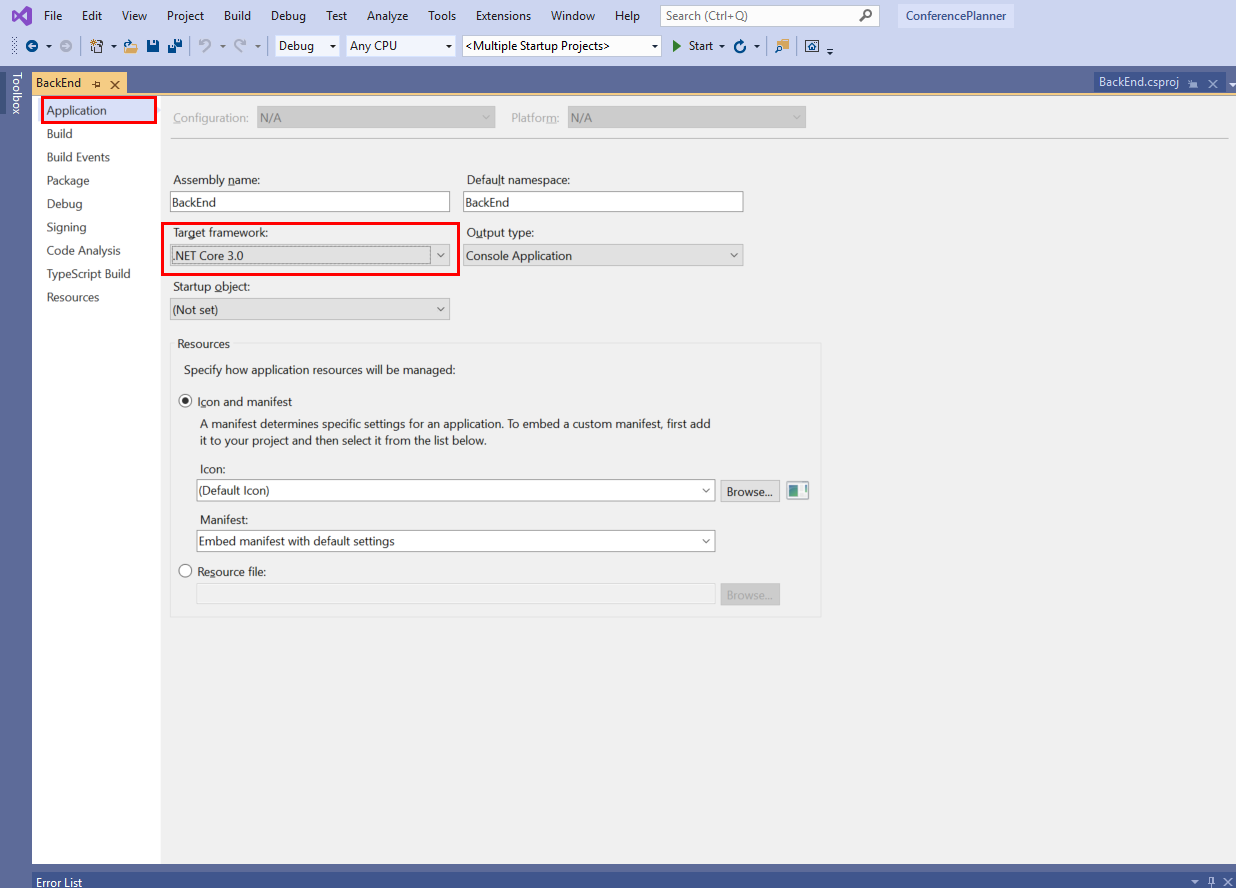 File Edit View Project Build Debug Test Analyze Tools Extensions Window Help Search (Ctrl+Q) ConferencePlanner
Debug Any CPU <Multiple Startup Projects> Start
Toolbox
BackEnd BackEnd.csproj
Application
Build
Build Events
Package
Debug
Signing
Code Analysis
TypeScript Build
Resources
Configuration: N/A Platform: N/A
Assembly name: Default namespace:
BackEnd BackEnd
Target framework: Output type:
.NET Core 3.0 Console Application
Startup object:
(Not set)
Resources
Specify how application resources will be managed:
Icon and manifest
A manifest determines specific settings for an application. To embed a custom manifest, first add
it to your project and then select it from the list below.
Icon:
(Default Icon) Browse...
Manifest:
Embed manifest with default settings
Resource file:
Browse...
Error List